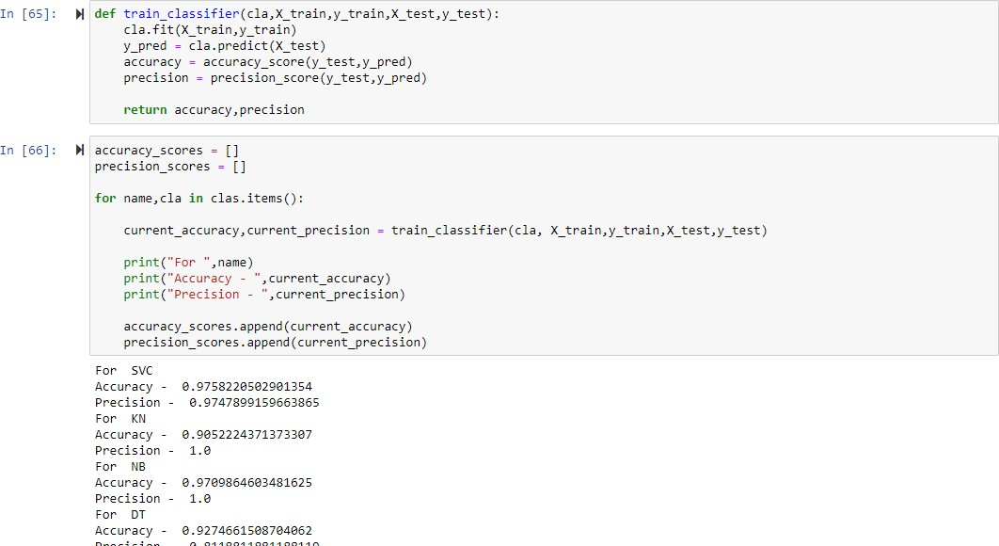 In [65]:
def train_classifier(cla,X_train,y_train,X_test,y_test):
cla.fit(X_train,y_train)
y_pred = cla.predict(X_test)
accuracy = accuracy_score(y_test,y_pred)
precision = precision_score(y_test,y_pred)
return accuracy,precision
In [66]:
accuracy_scores = []
precision_scores = []
for name,cla in clas.items():
current_accuracy,current_precision = train_classifier(cla, X_train,y_train,X_test,y_test)
print("For ",name)
print("Accuracy - ",current_accuracy)
print("Precision - ",current_precision)
accuracy_scores.append(current_accuracy)
precision_scores.append(current_precision)
For  SVC
Accuracy -  0.9758220502901354
Precision -  0.9747899159663865
For  KN
Accuracy -  0.9052224371373307
Precision -  1.0
For  NB
Accuracy -  0.9709864603481625
Precision -  1.0
For  DT
Accuracy -  0.9274661508704062
Precision -  0.8118811881188119